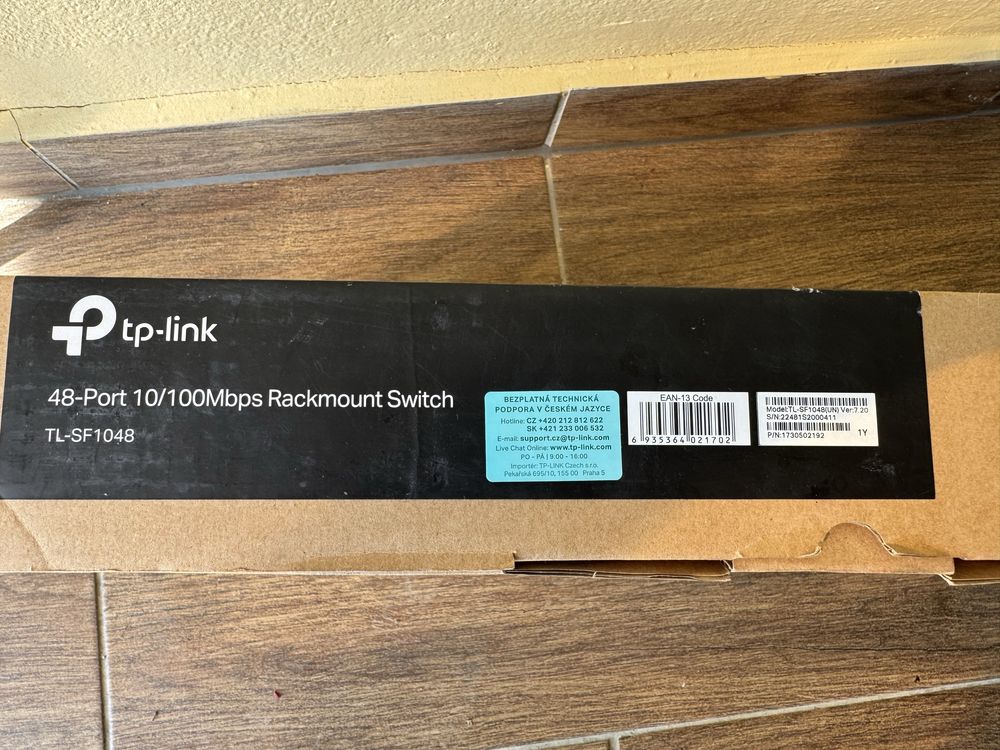 tp-link
48-Port 10/100Mbps Rackmount Switch
TL-SF1048
BEZPLATNÁ TECHNICKÁ
PODPORA V ČESKÉM JAZYCE
Hotline: CZ +420 212 812 622
SK +421 233 006 532
E-mail: support.cz@tp-link.com
Live Chat Online: www.tp-link.com
PO - PÁ | 9:00 - 16:00
Importér: TP-LINK Czech s.r.o.
Pekařská 695/10, 155 00 Praha 5
EAN-13 Code
6 935364 021702
Model:TL-SF1048(UN) Ver:7.20
S/N:22481S2000411
P/N:1730502192 1Y